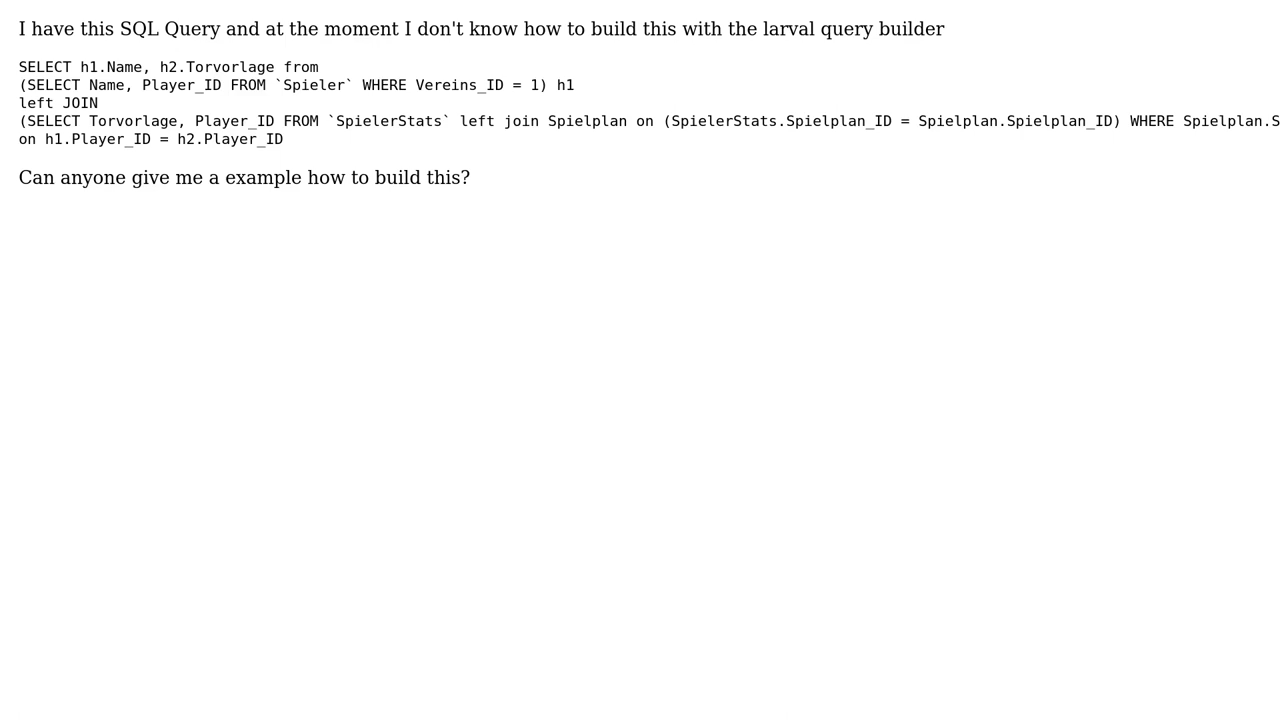 I have this SQL Query and at the moment I don't know how to build this with the larval query builder
SELECT h1.Name, h2.Torvorlage from
(SELECT Name, Player_ID FROM `Spieler` WHERE Vereins_ID = 1) h1
left JOIN
(SELECT Torvorlage, Player_ID FROM `SpielerStats` left join Spielplan on (SpielerStats.Spielplan_ID = Spielplan.Spielplan_ID) WHERE Spielplan.S
on h1.Player_ID = h2.Player_ID
Can anyone give me a example how to build this?